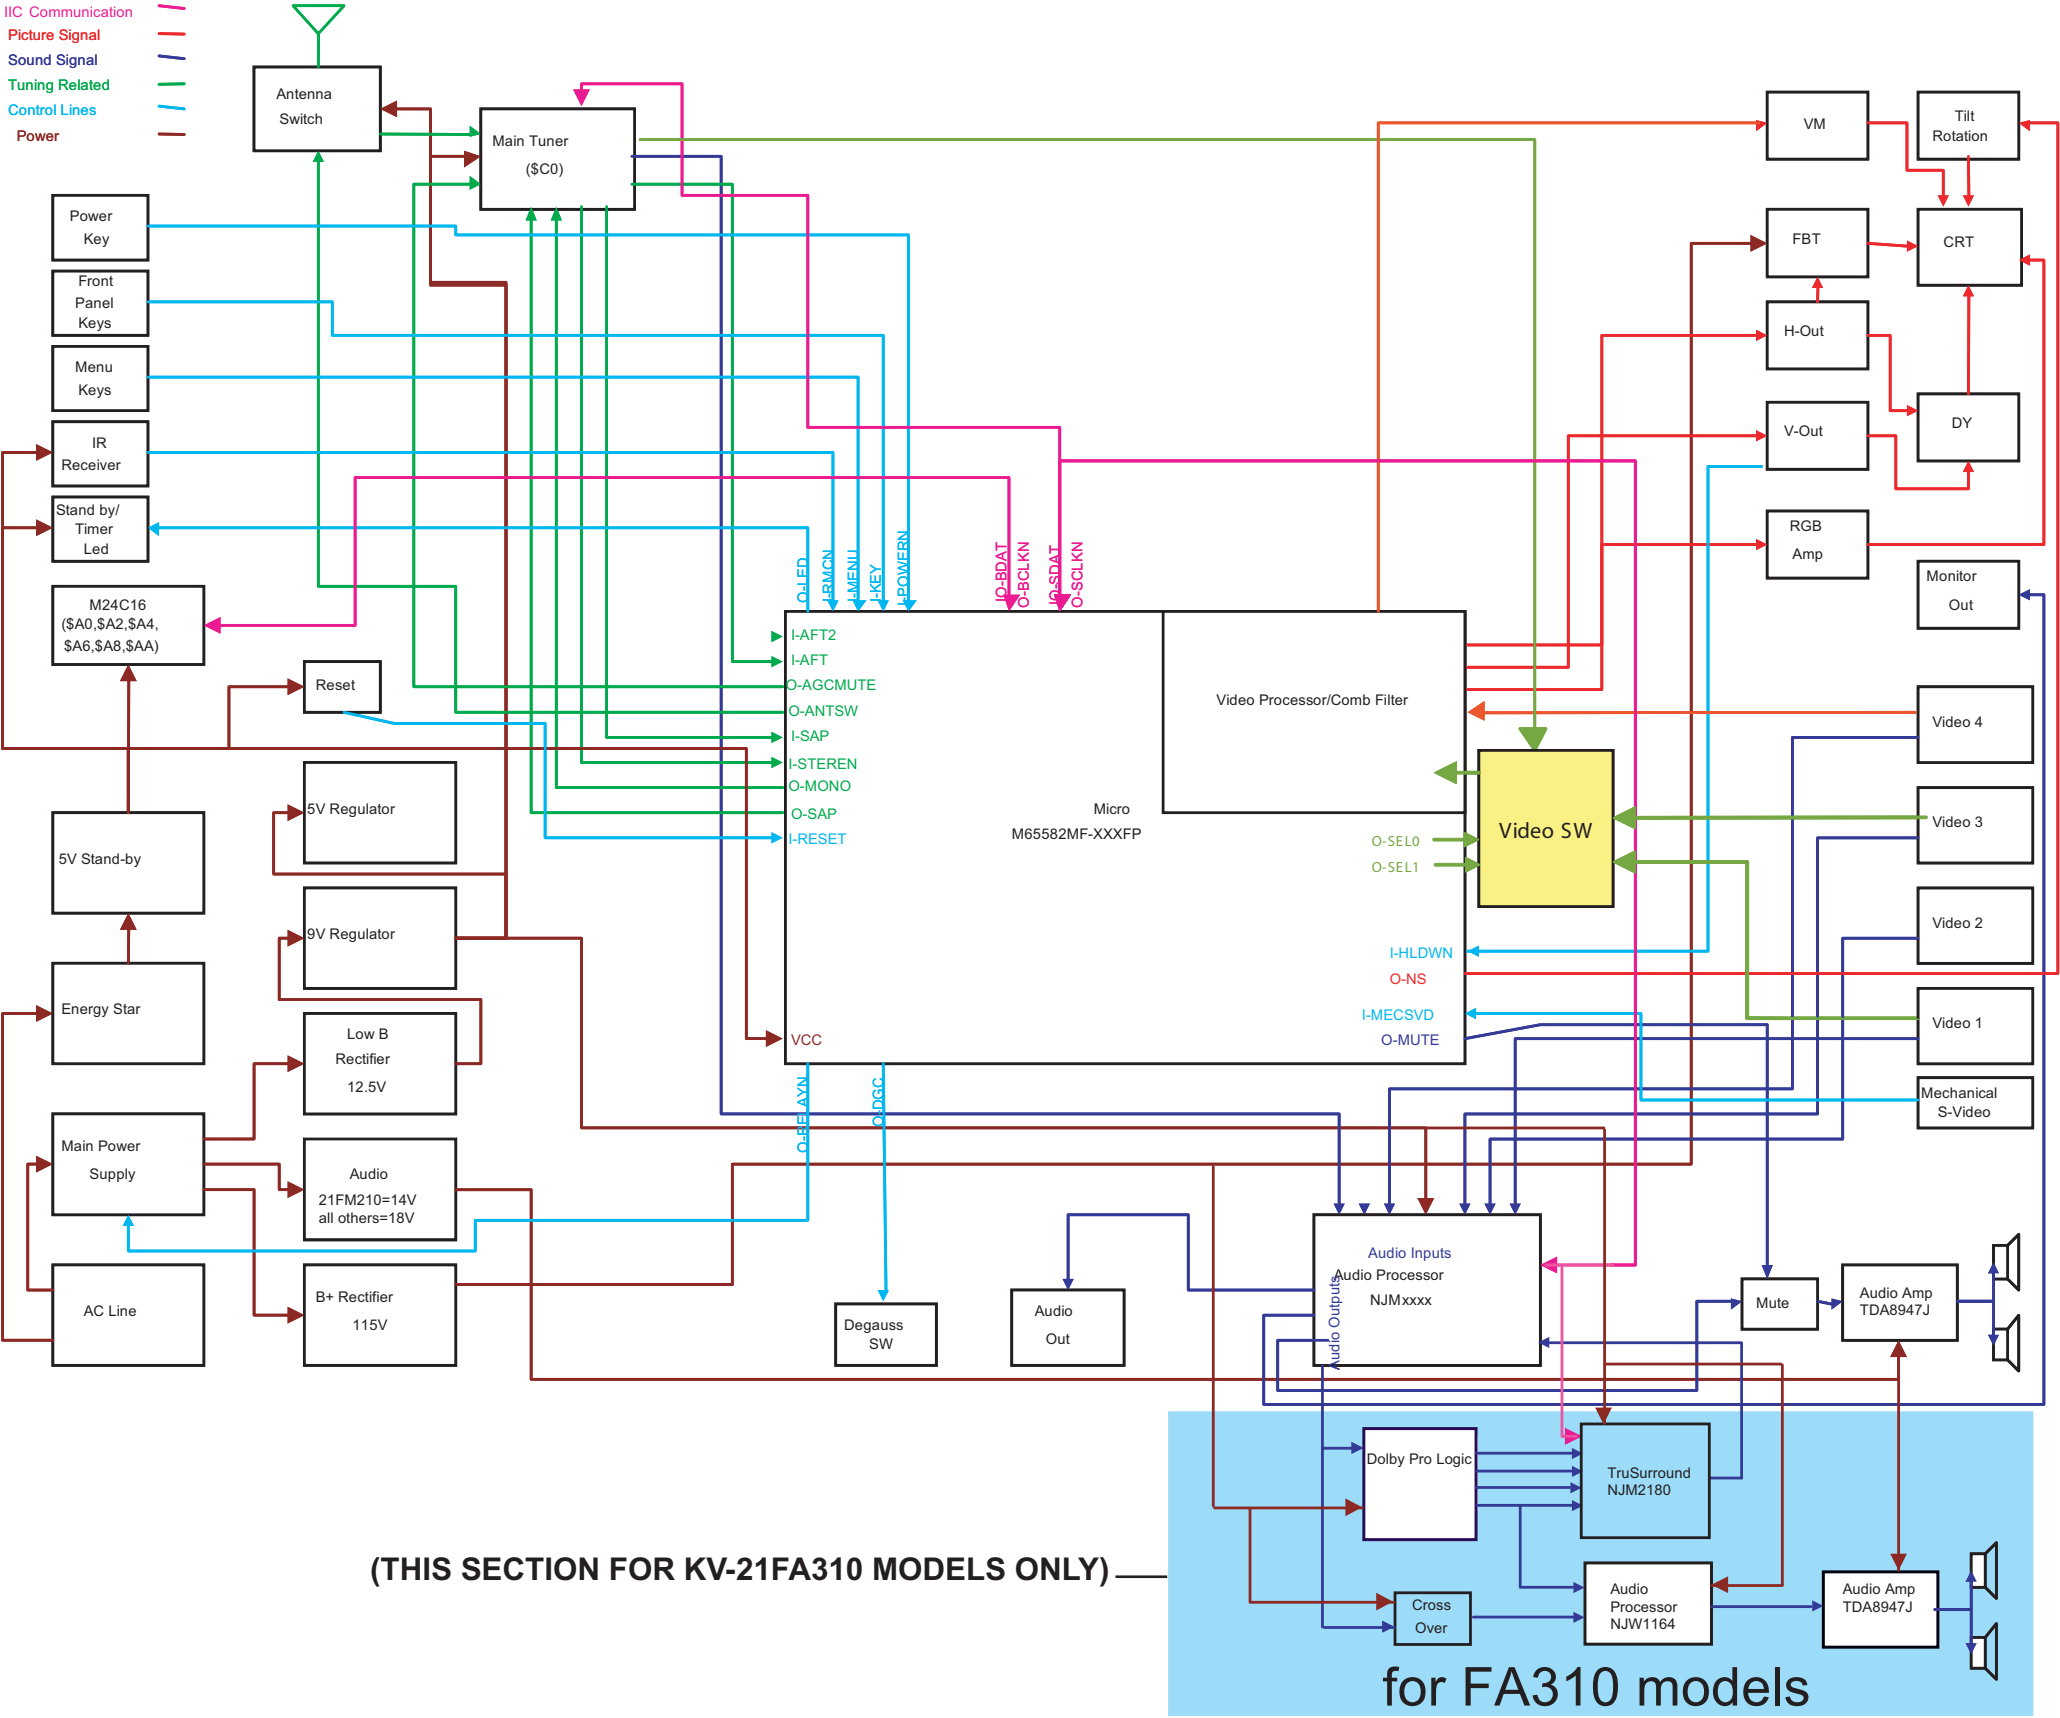 IIC Communication
Picture Signal
Sound Signal
Tuning Related
Control Lines
Power
Antenna
Switch
Main Tuner
($C0)
VM
Tilt
Rotation
Power
Key
FBT
CRT
Front
Panel
Keys
H-Out
Menu
Keys
V-Out
DY
IR
Receiver
Stand by/
Timer
Led
RGB
Amp
Monitor
Out
O-LED
I-RMCN
I-MENU
I-KEY
I-POWERN
IO-BDAT
O-BCLKN
IO-SDAT
O-SCLKN
M24C16
($A0,$A2,$A4,
$A6,$A8,$AA)
Reset
I-AFT2
I-AFT
O-AGCMUTE
O-ANTSW
I-SAP
I-STEREN
O-MONO
O-SAP
I-RESET
Video Processor/Comb Filter
Micro
M65582MF-XXXFP
Video SW
O-SEL0
O-SEL1
Video 4
Video 3
Video 2
Video 1
Mechanical
S-Video
I-HLDWN
O-NS
I-MECSVD
O-MUTE
VCC
5V Regulator
5V Stand-by
9V Regulator
Energy Star
Low B
Rectifier
12.5V
Main Power
Supply
Audio
21FM210=14V
all others=18V
AC Line
B+ Rectifier
115V
O-RELAYN
O-DGC
Degauss
SW
Audio
Out
Audio Inputs
Audio Processor
NJMxxxx
Audio Outputs
Mute
Audio Amp
TDA8947J
Dolby Pro Logic
TruSurround
NJM2180
(THIS SECTION FOR KV-21FA310 MODELS ONLY)
Cross
Over
Audio
Processor
NJW1164
Audio Amp
TDA8947J
for FA310 models